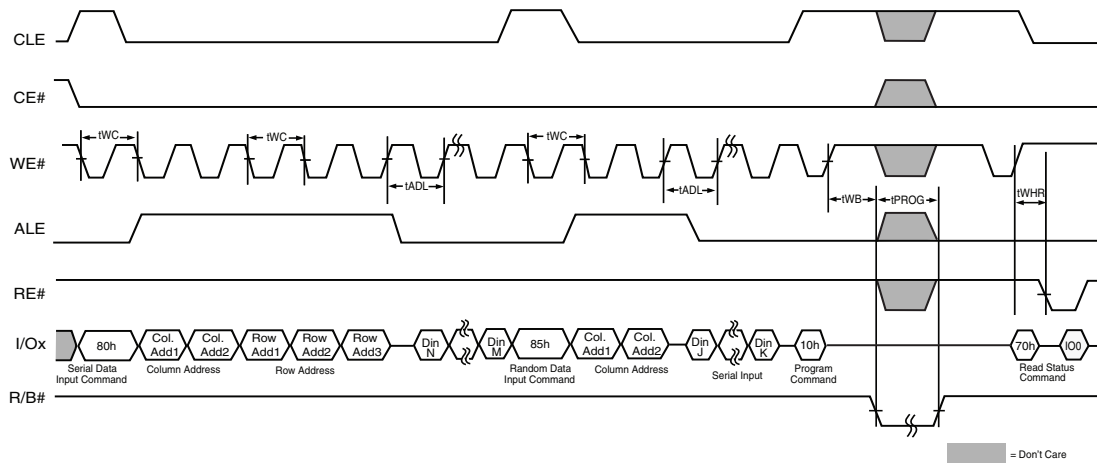 CLE
CE#
tWC
tWC
tWC
WE#
tADL
tADL
tWB
tPROG
tWHR
ALE
RE#
I/Ox
80h
Col.
Add1
Col.
Add2
Row
Add1
Row
Add2
Row
Add3
Din
N
Din
M
85h
Col.
Add1
Col.
Add2
Din
J
Din
K
10h
70h
IO0
Serial Data
Input Command
Column Address
Row Address
Random Data
Input Command
Column Address
Serial Input
Program
Command
Read Status
Command
R/B#
= Don't Care